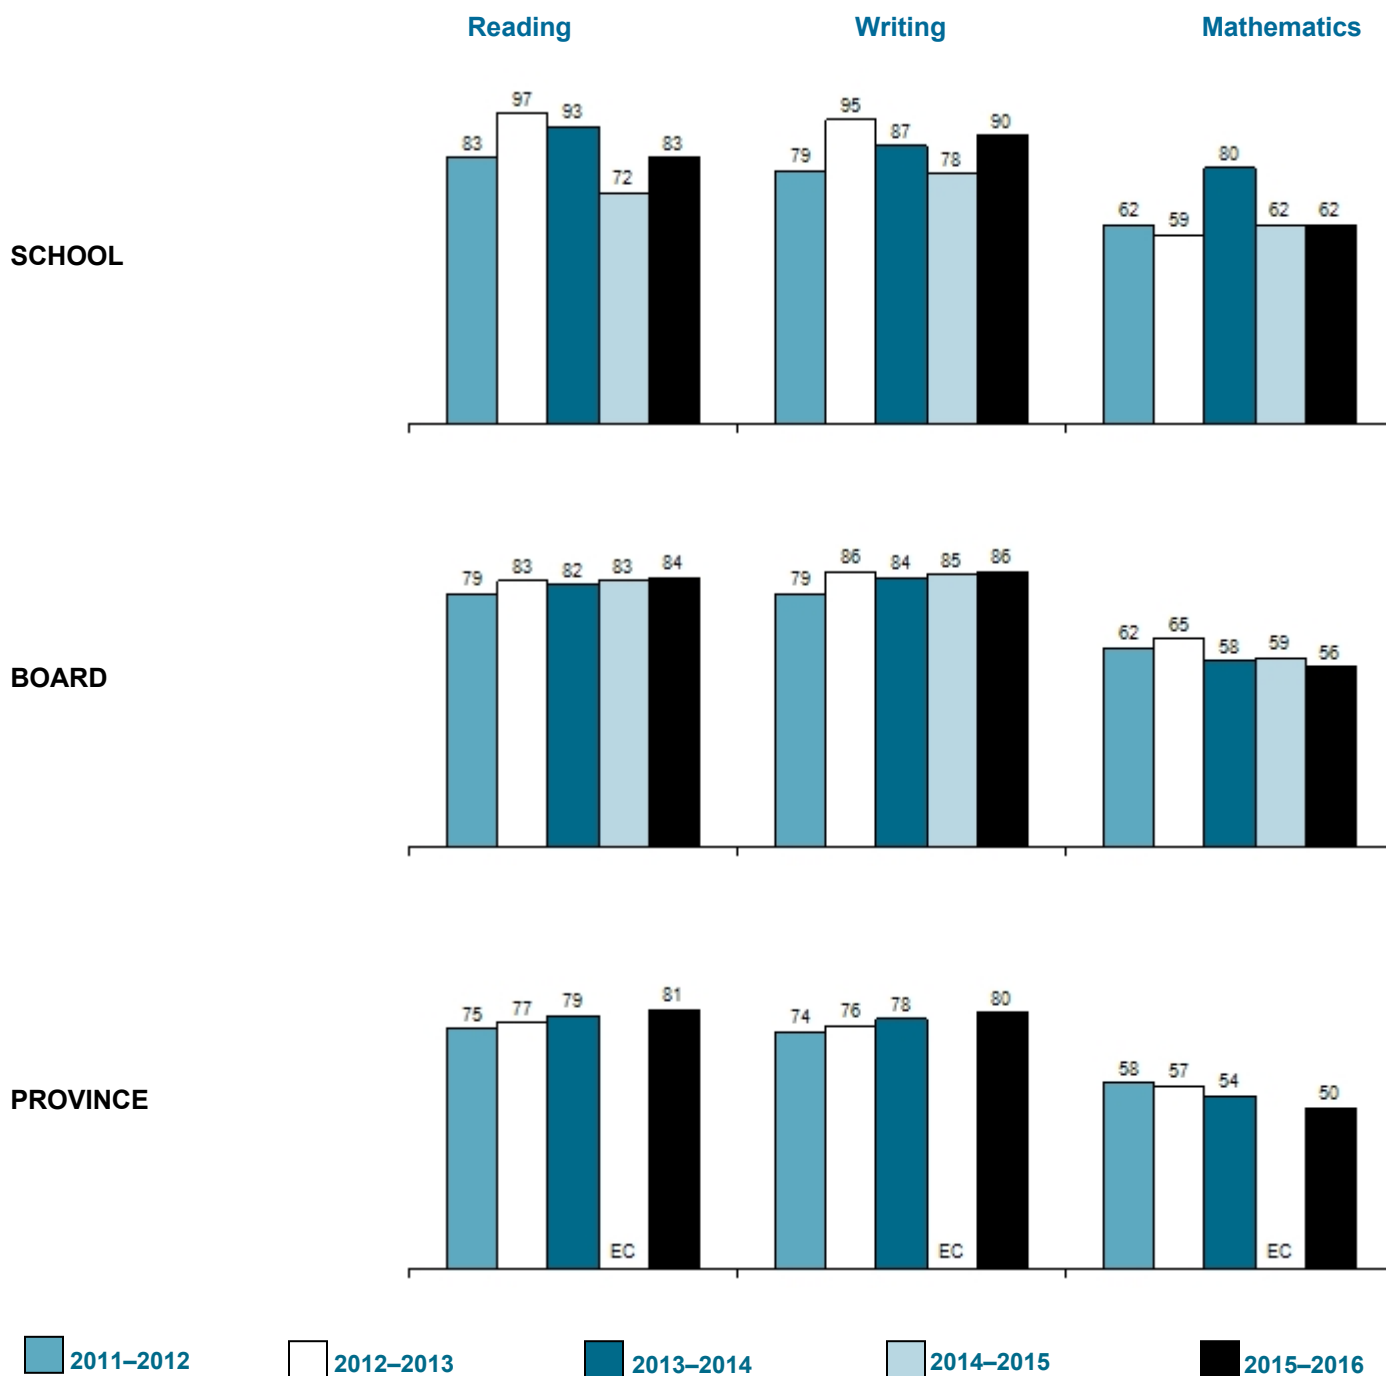 Reading Writing Mathematics
SCHOOL
83 97 93 72 83 79 95 87 78 90 62 59 80 62 62
BOARD
79 83 82 83 84 79 86 84 85 86 62 65 58 59 56
PROVINCE
75 77 79 EC 81 74 76 78 EC 80 58 57 54 EC 50
2011–2012 2012–2013 2013–2014 2014–2015 2015–2016